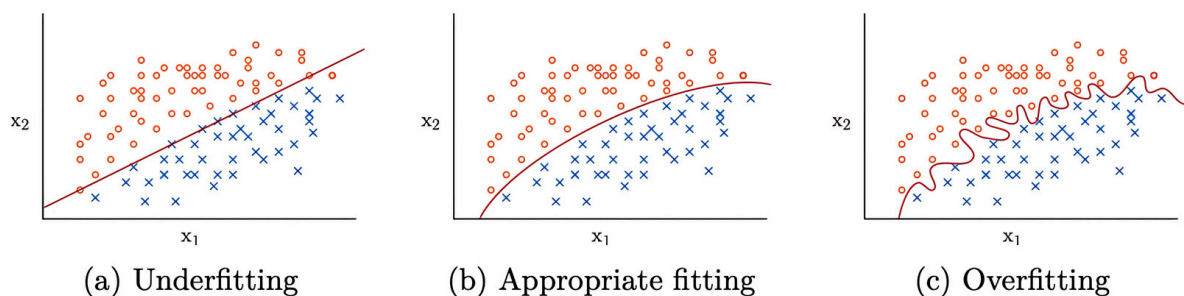 x2
x1
(a) Underfitting
x2
x1
(b) Appropriate fitting
x2
x1
(c) Overfitting